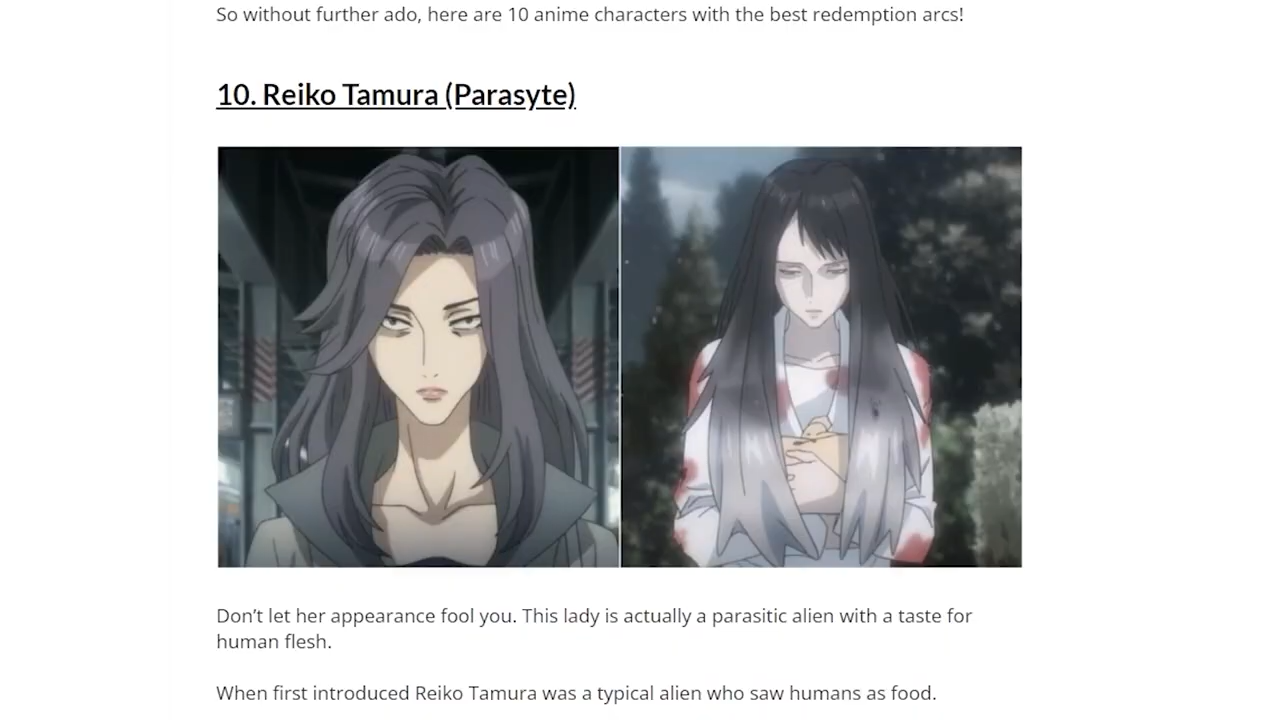 So without further ado, here are 10 anime characters with the best redemption arcs!
10. Reiko Tamura (Parasyte)
Don’t let her appearance fool you. This lady is actually a parasitic alien with a taste for
human flesh.
When first introduced Reiko Tamura was a typical alien who saw humans as food.